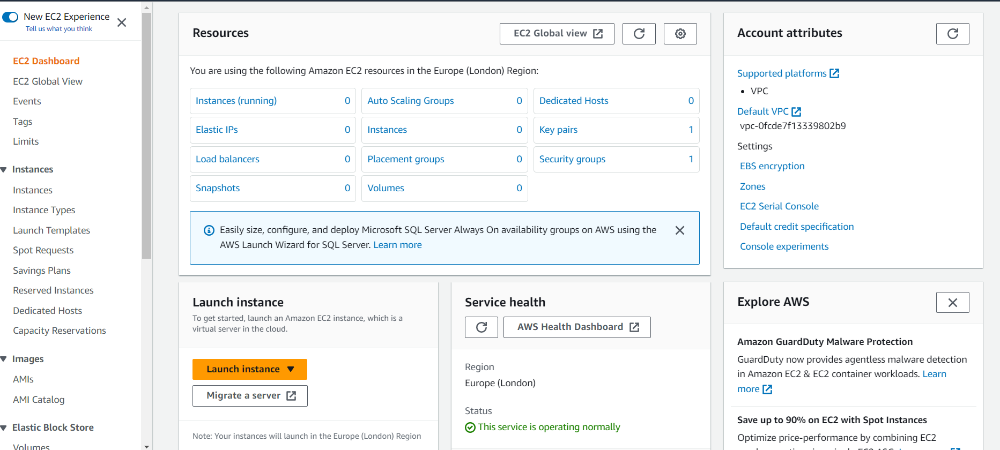 New EC2 Experience
Tell us what you think
EC2 Dashboard
EC2 Global View
Events
Tags
Limits
Instances
Instances
Instance Types
Launch Templates
Spot Requests
Savings Plans
Reserved Instances
Dedicated Hosts
Capacity Reservations
Images
AMIs
AMI Catalog
Elastic Block Store
Volumes
Resources
EC2 Global view
You are using the following Amazon EC2 resources in the Europe (London) Region:
Instances (running) 0
Auto Scaling Groups 0
Dedicated Hosts 0
Elastic IPs 0
Instances 0
Key pairs 1
Load balancers 0
Placement groups 0
Security groups 1
Snapshots 0
Volumes 0
Easily size, configure, and deploy Microsoft SQL Server Always On availability groups on AWS using the
AWS Launch Wizard for SQL Server. Learn more
Launch instance
To get started, launch an Amazon EC2 instance, which is a
virtual server in the cloud.
Launch instance
Migrate a server
Note: Your instances will launch in the Europe (London) Region
Service health
AWS Health Dashboard
Region
Europe (London)
Status
This service is operating normally
Account attributes
Supported platforms
VPC
Default VPC
vpc-0fcde7f13339802b9
Settings
EBS encryption
Zones
EC2 Serial Console
Default credit specification
Console experiments
Explore AWS
Amazon GuardDuty Malware Protection
GuardDuty now provides agentless malware detection
in Amazon EC2 & EC2 container workloads. Learn
more
Save up to 90% on EC2 with Spot Instances
Optimize price-performance by combining EC2